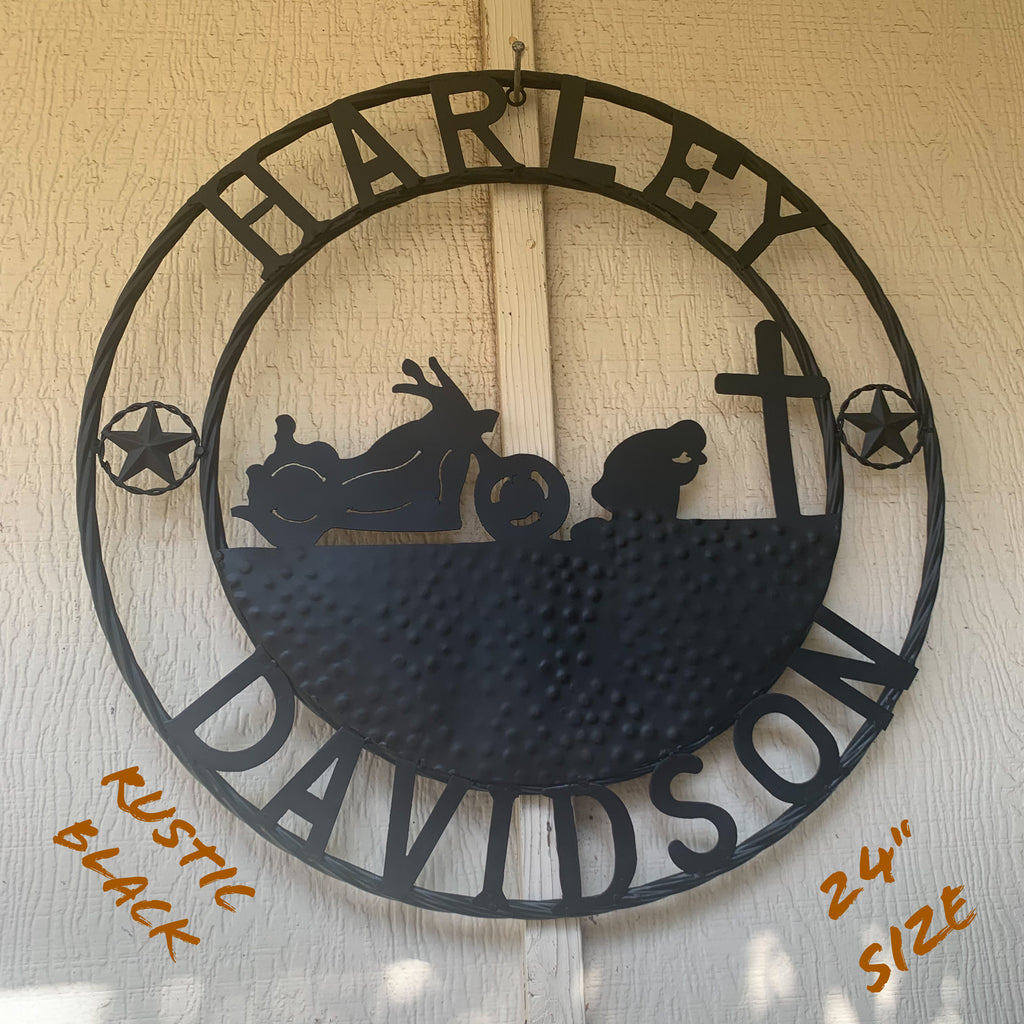 HARLEY
DAVIDSON
RUSTIC
BLACK
24"
SIZE